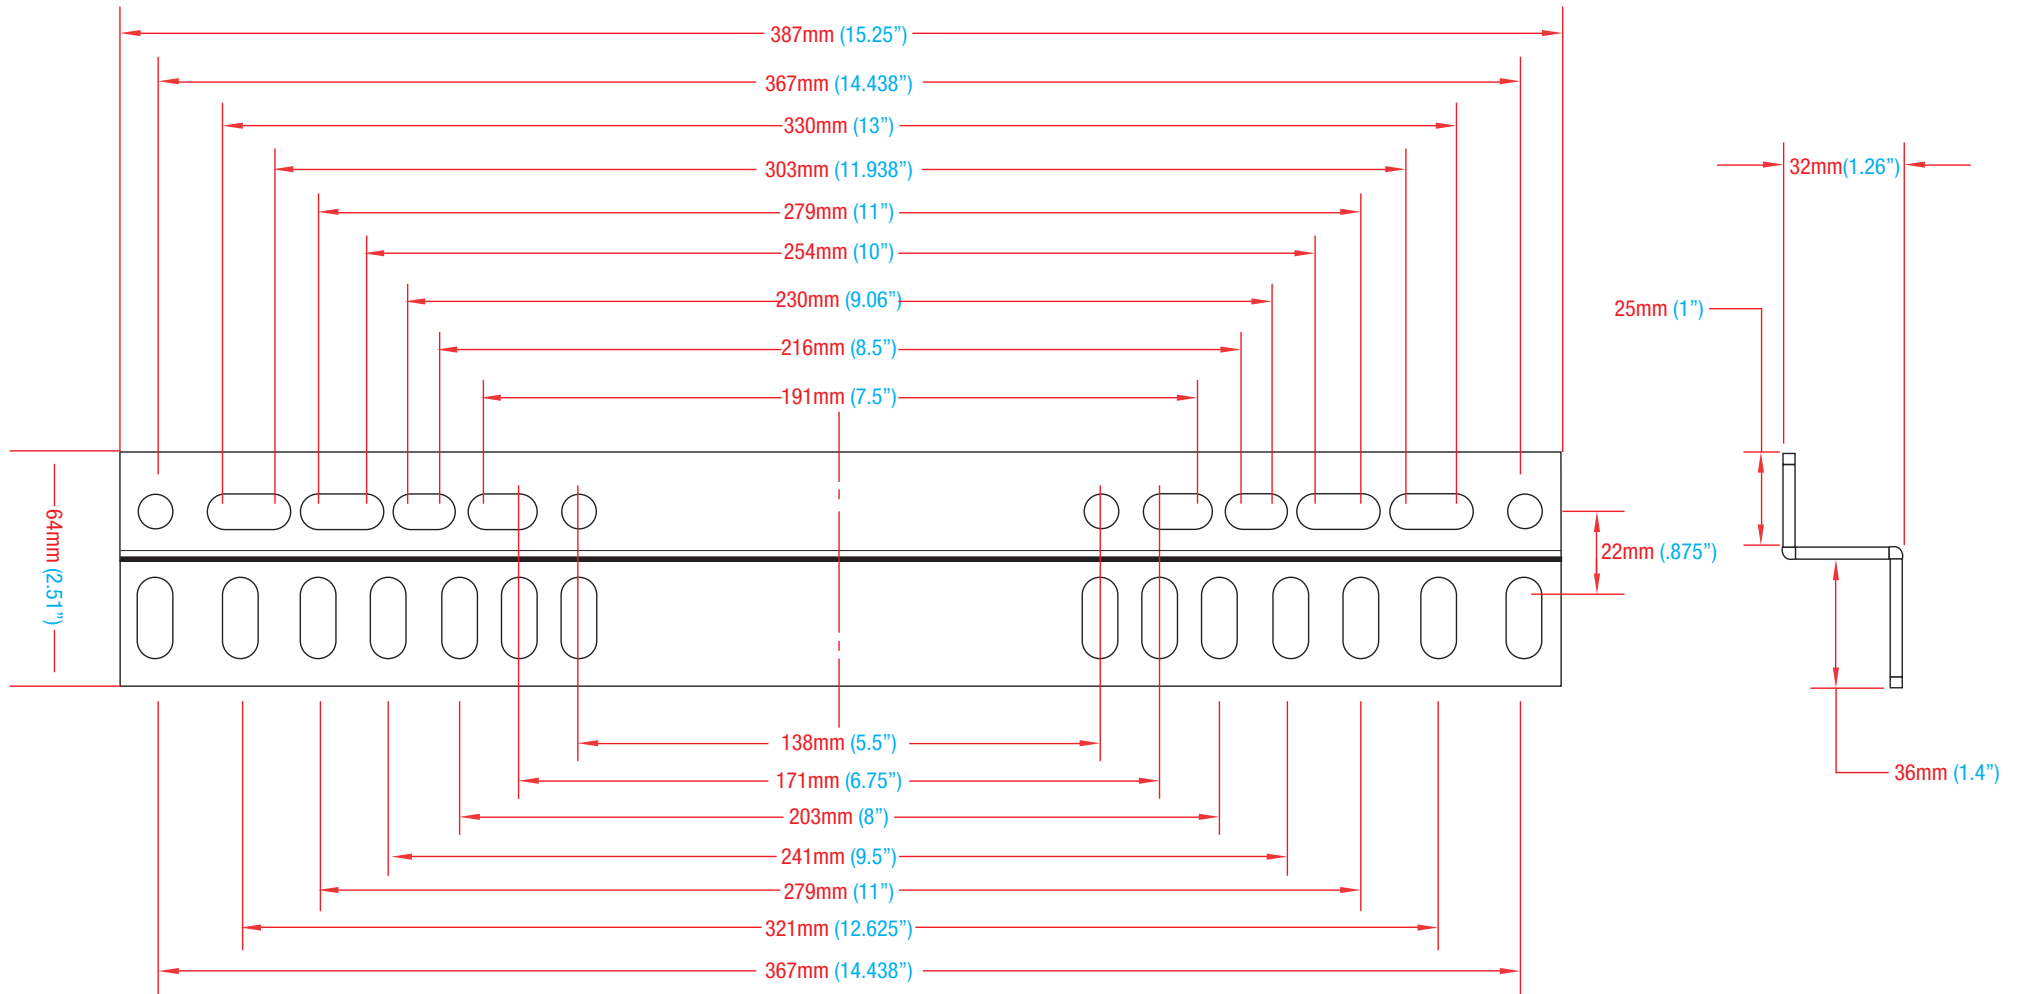 387mm (15.25”)
367mm (14.438”)
330mm (13”)
303mm (11.938”)
32mm(1.26”)
279mm (11”)
254mm (10”)
230mm (9.06”)
25mm (1”)
216mm (8.5”)
191mm (7.5”)
64mm (2.51”)
22mm (.875”)
138mm (5.5”)
171mm (6.75”)
36mm (1.4”)
203mm (8”)
241mm (9.5”)
279mm (11”)
321mm (12.625”)
367mm (14.438”)